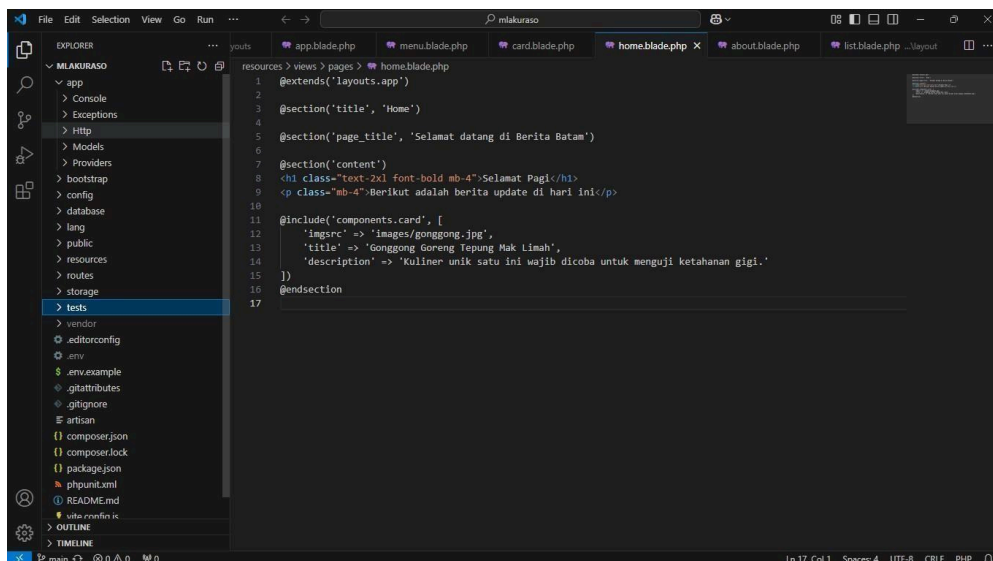 File Edit Selection View Go Run ···
mlakuraso
EXPLORER ···
MLAKURASO
app
Console
Exceptions
Http
Models
Providers
bootstrap
config
database
lang
public
resources
routes
storage
tests
vendor
.editorconfig
.env
$ .env.example
.gitattributes
.gitignore
artisan
{} composer.json
{} composer.lock
{} package.json
phpunit.xml
README.md
vite.config.js
OUTLINE
TIMELINE
youts app.blade.php menu.blade.php card.blade.php home.blade.php about.blade.php list.blade.php ...\layout ···
resources > views > pages > home.blade.php
1 @extends('layouts.app')
2
3 @section('title', 'Home')
4
5 @section('page_title', 'Selamat datang di Berita Batam')
6
7 @section('content')
8 <h1 class="text-2xl font-bold mb-4">Selamat Pagi</h1>
9 <p class="mb-4">Berikut adalah berita update di hari ini</p>
10
11 @include('components.card', [
12 'imgsrc' => 'images/gonggong.jpg',
13 'title' => 'Gonggong Goreng Tepung Mak Limah',
14 'description' => 'Kuliner unik satu ini wajib dicoba untuk menguji ketahanan gigi.'
15 ])
16 @endsection
17
main 0 0 0 Ln 17, Col 1 Spaces: 4 UTF-8 CRLF PHP